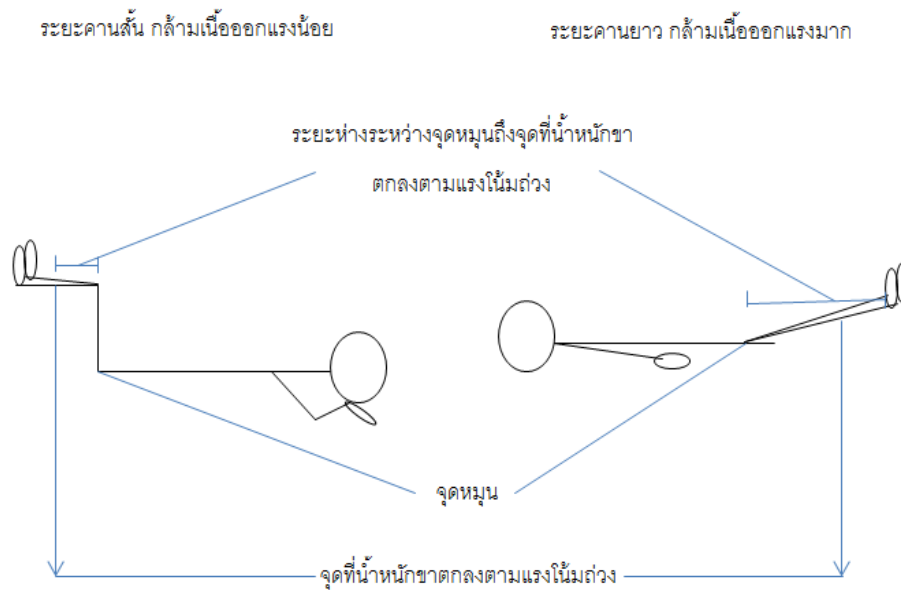 ระยะคานสั้น กล้ามเนื้อออกแรงน้อย
ระยะคานยาว กล้ามเนื้อออกแรงมาก
ระยะห่างระหว่างจุดหมุนถึงจุดที่น้ำหนักขา
ตกลงตามแรงโน้มถ่วง
จุดหมุน
จุดที่น้ำหนักขาตกลงตามแรงโน้มถ่วง